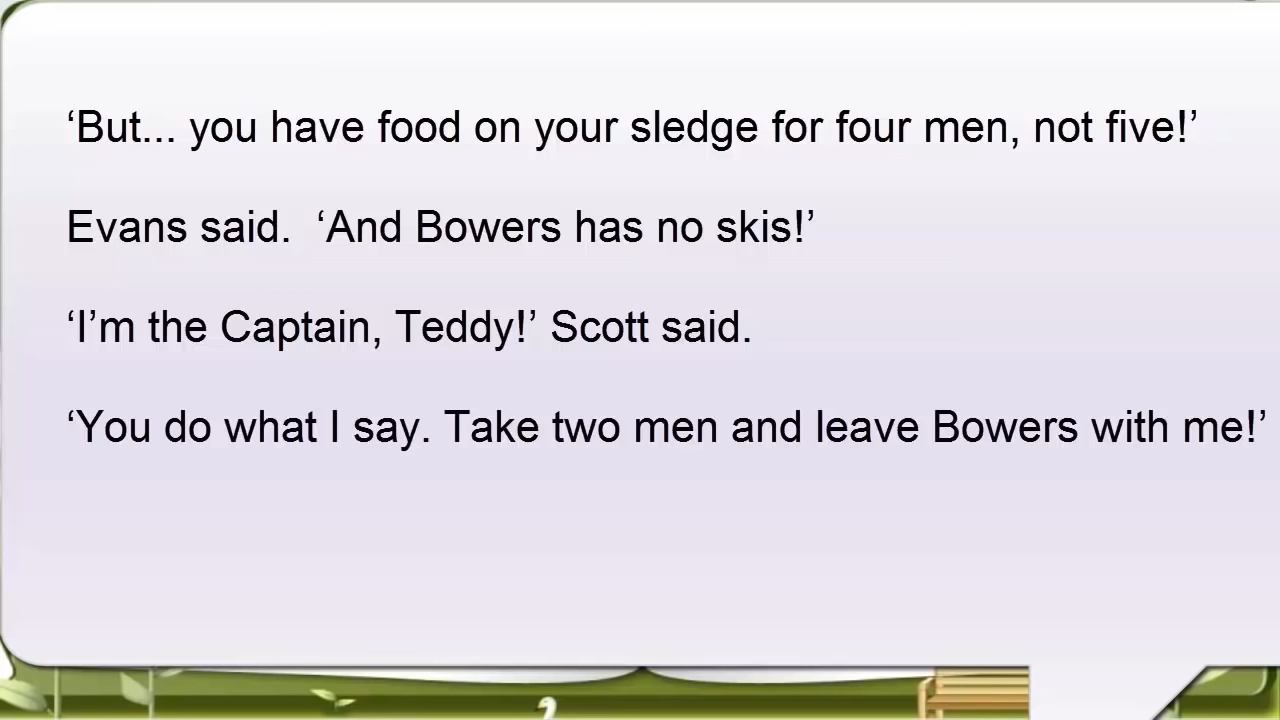 ‘But... you have food on your sledge for four men, not five!’
Evans said.  ‘And Bowers has no skis!’
‘I’m the Captain, Teddy!’ Scott said.
‘You do what I say. Take two men and leave Bowers with me!’